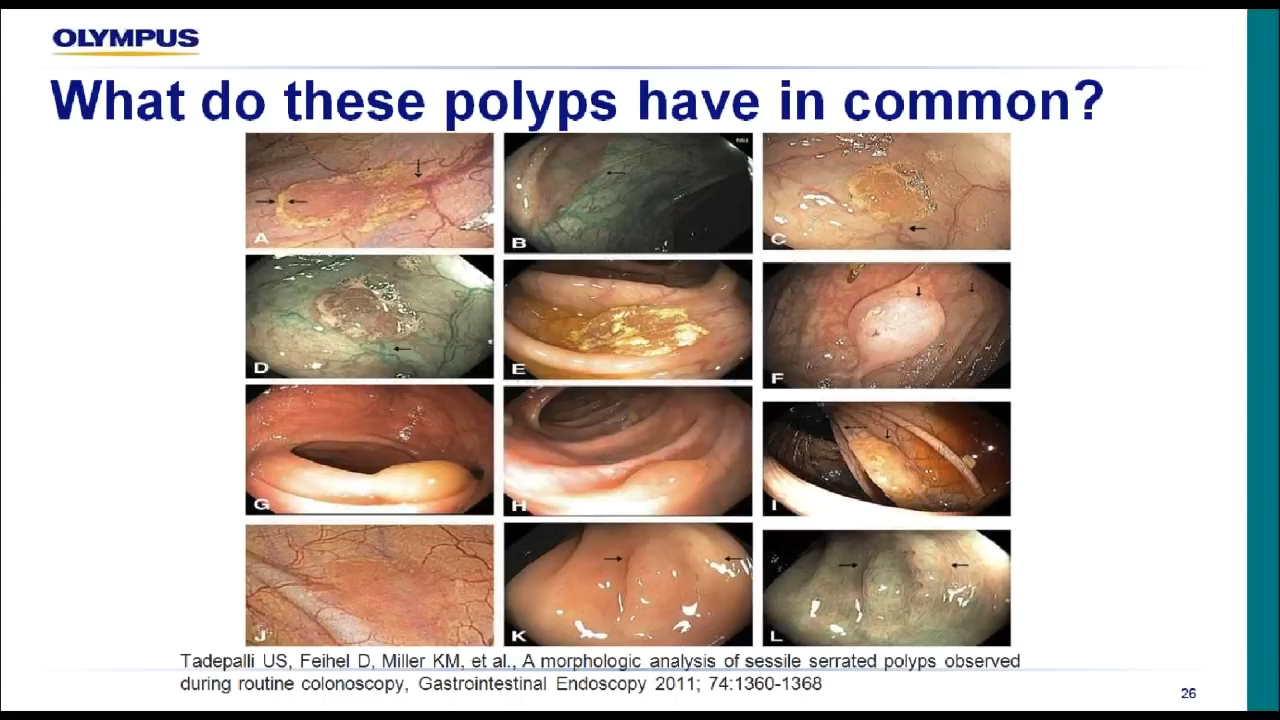 OLYMPUS
What do these polyps have in common?
A
B
C
D
E
F
G
H
I
J
K
L
Tadepalli US, Feihel D, Miller KM, et al., A morphologic analysis of sessile serrated polyps observed
during routine colonoscopy, Gastrointestinal Endoscopy 2011; 74:1360-1368
26